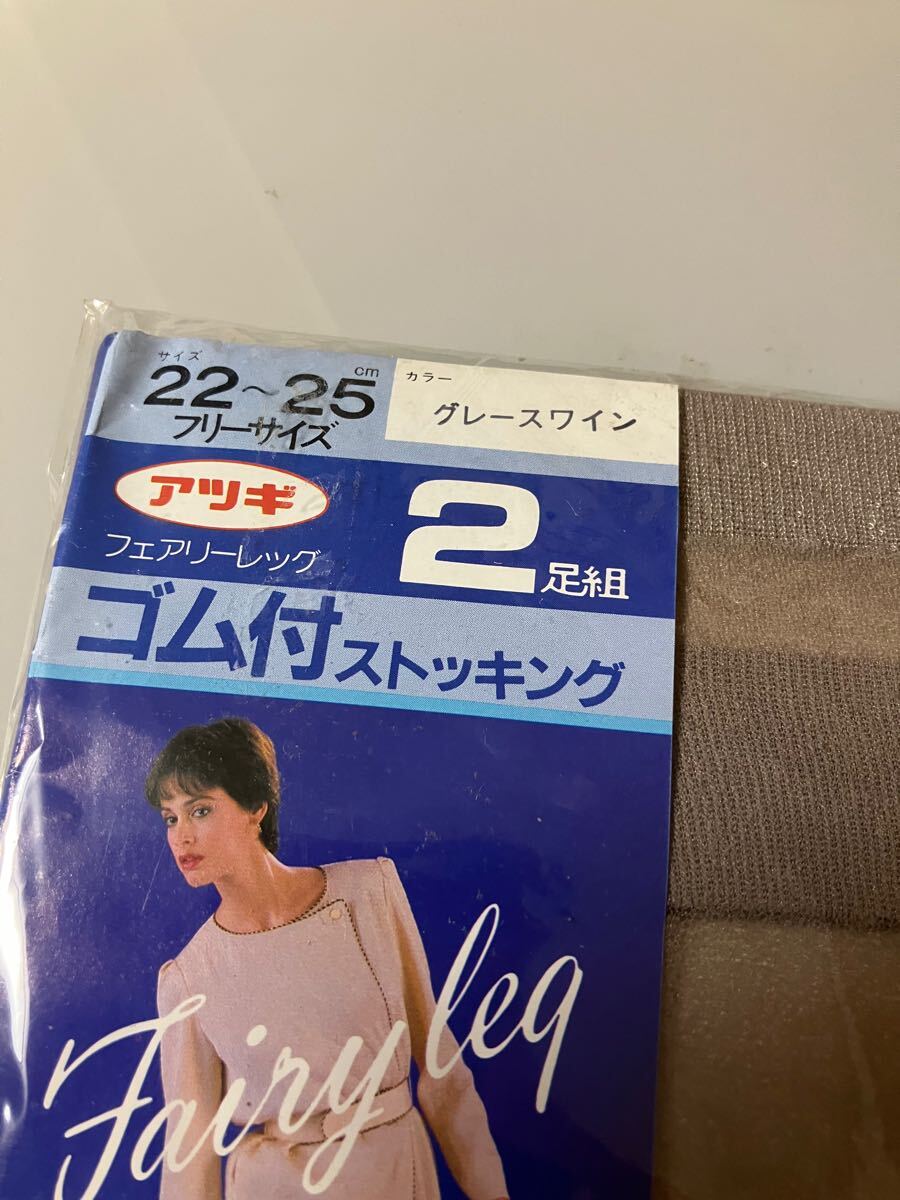 サイズ
22〜25cm
フリーサイズ
カラー
グレースワイン
アツギ
フェアリーレッグ
2足組
ゴム付ストッキング
Fairy leg